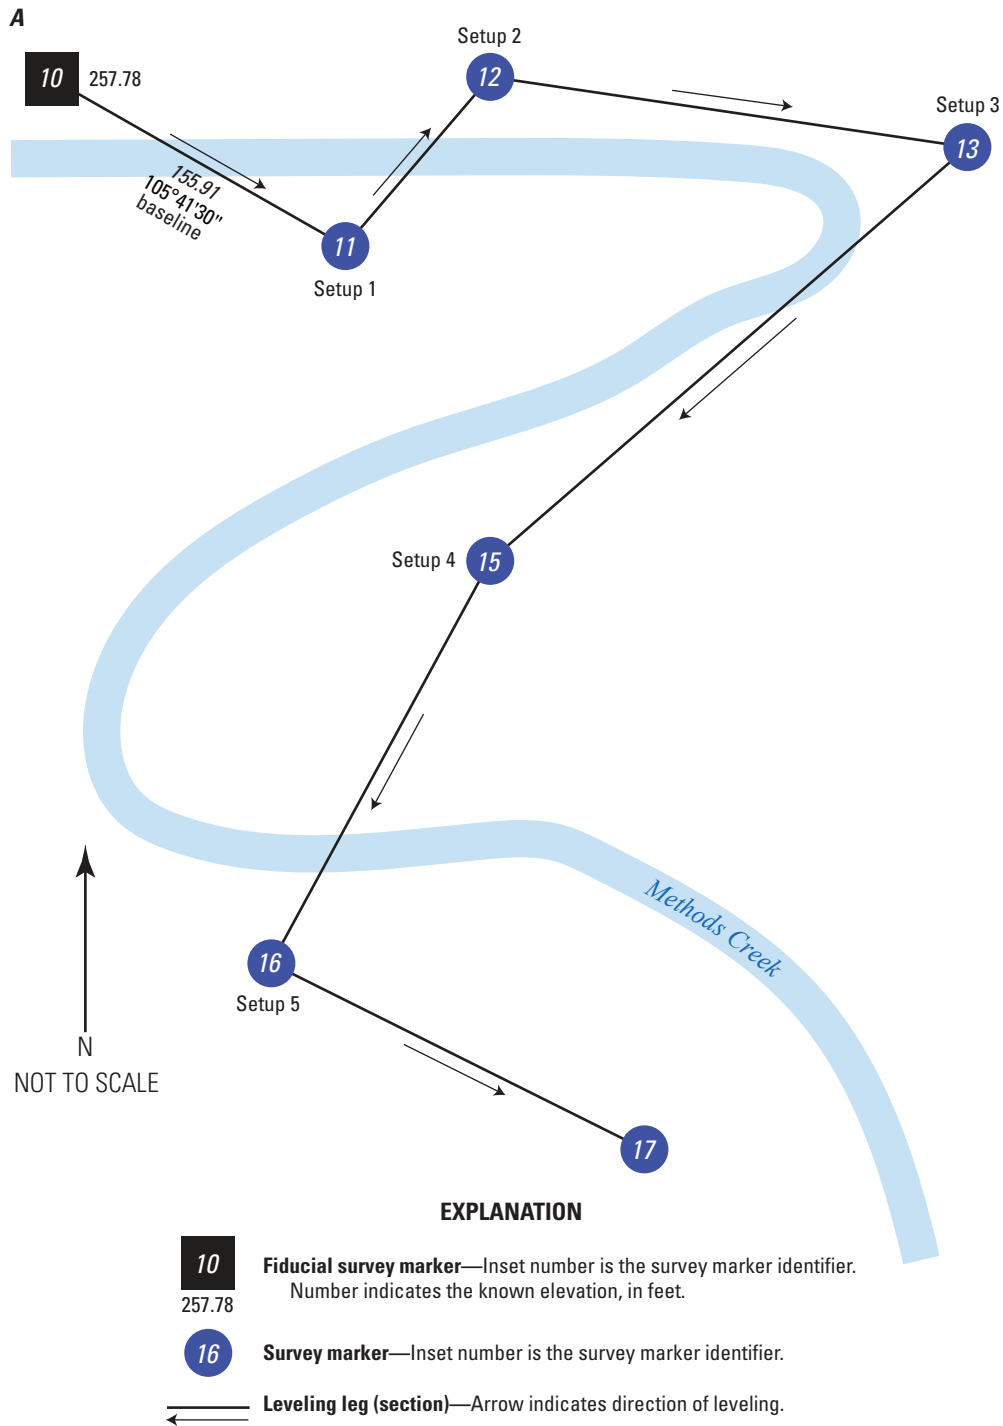 A
Setup 2
10 257.78
12
Setup 3
13
155.91
105°41'30"
baseline
11
Setup 1
Setup 4 15
Methods Creek
16
Setup 5
N
NOT TO SCALE
17
EXPLANATION
10
257.78
Fiducial survey marker—Inset number is the survey marker identifier.
Number indicates the known elevation, in feet.
16
Survey marker—Inset number is the survey marker identifier.
Leveling leg (section)—Arrow indicates direction of leveling.